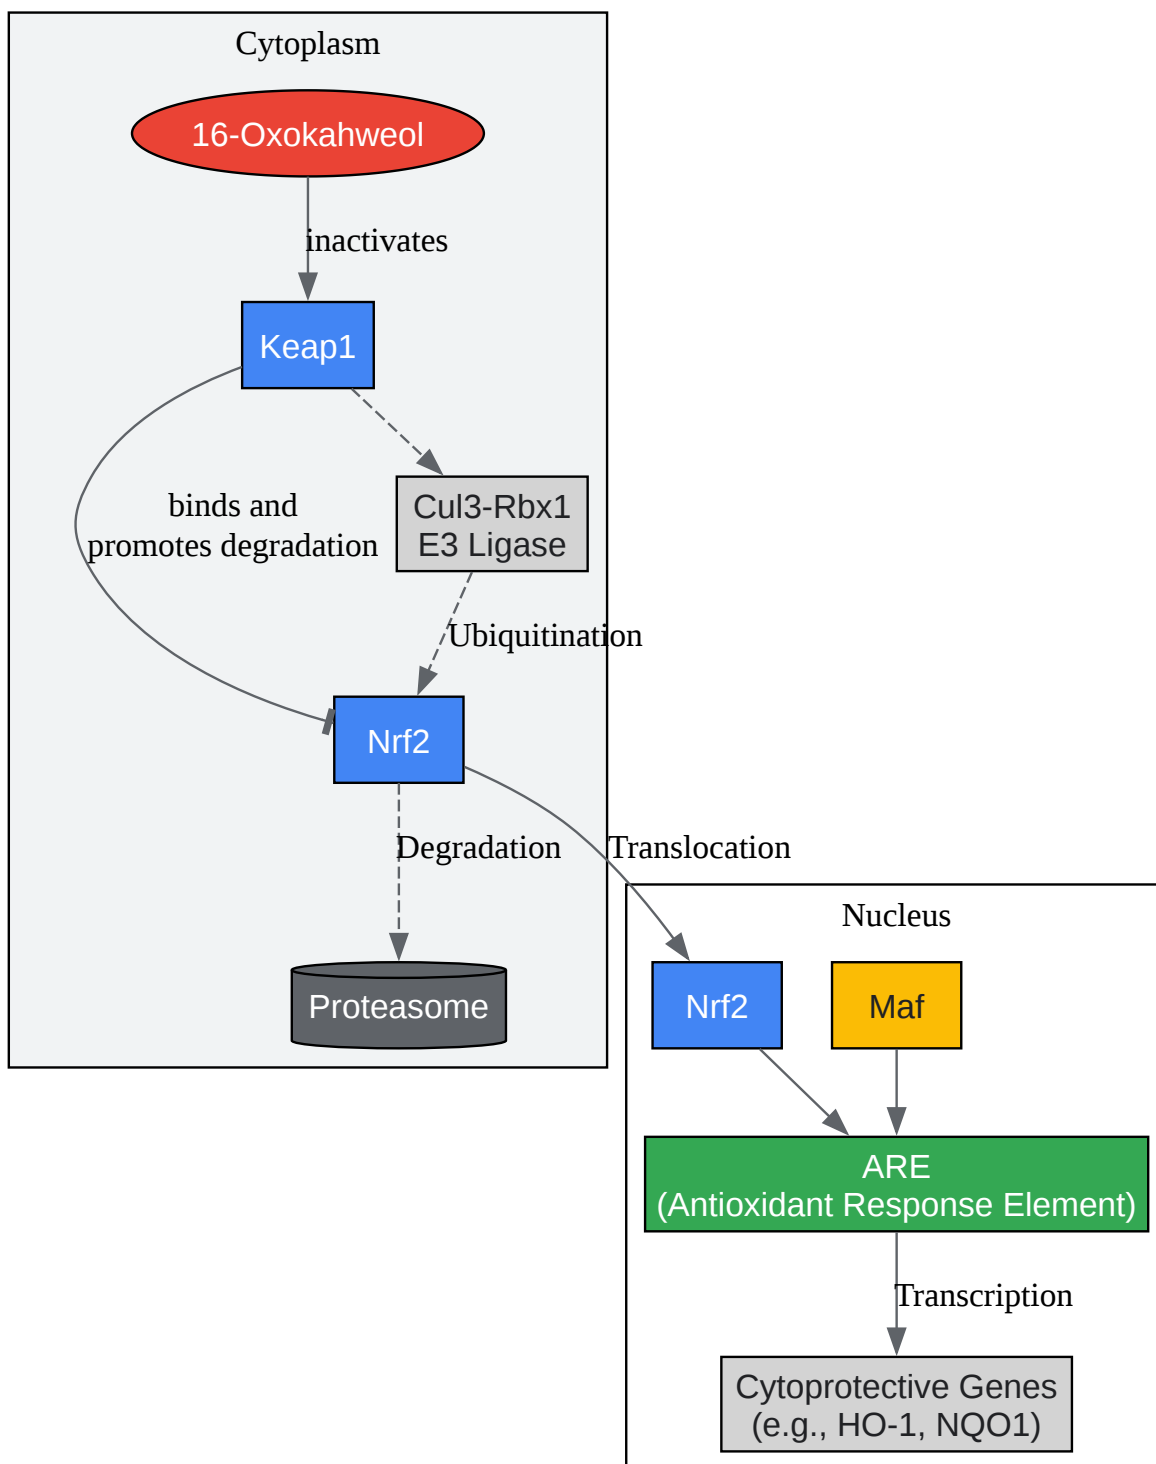 Cytoplasm
16-Oxokahweol
inactivates
Keap1
binds and
promotes degradation
Cul3-Rbx1
E3 Ligase
Ubiquitination
Nrf2
Degradation
Translocation
Proteasome
Nucleus
Nrf2
Maf
ARE
(Antioxidant Response Element)
Transcription
Cytoprotective Genes
(e.g., HO-1, NQO1)